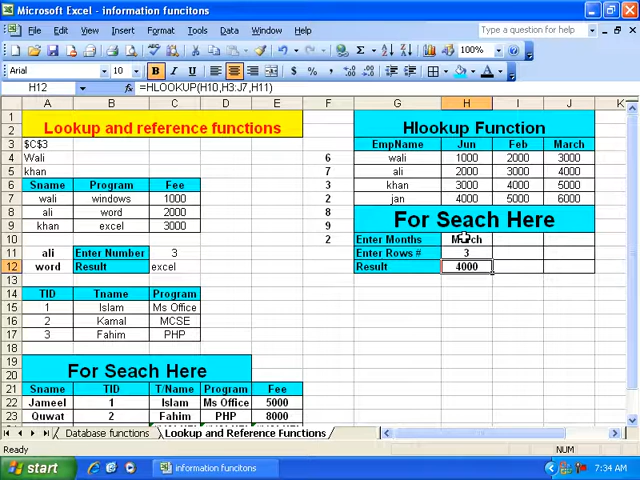 Microsoft Excel - information funcitons
File Edit View Insert Format Tools Data Window Help
Type a question for help
100%
Arial 10 B I U
H12 =HLOOKUP(H10,H3:J7,H11)
A B C D E F G H I J K
1 Lookup and reference functions Hlookup Function
2
3 $C$3 EmpName Jun Feb March
4 Wali 6 wali 1000 2000 3000
5 khan 7 ali 2000 3000 4000
6 Sname Program Fee 3 khan 3000 4000 5000
7 wali windows 1000 2 jan 4000 5000 6000
8 ali word 2000 8 For Seach Here
9 khan excel 3000 9
10 2 Enter Months March
11 ali Enter Number 3 Enter Rows # 3
12 word Result excel Result 4000
13
14 TID Tname Program
15 1 Islam Ms Office
16 2 Kamal MCSE
17 3 Fahim PHP
18
19 For Seach Here
20
21 Sname TID T/Name Program Fee
22 Jameel 1 Islam Ms Office 5000
23 Quwat 2 Fahim PHP 8000
Database functions Lookup and Reference Functions
Ready NUM
start information funcitons 7:34 AM